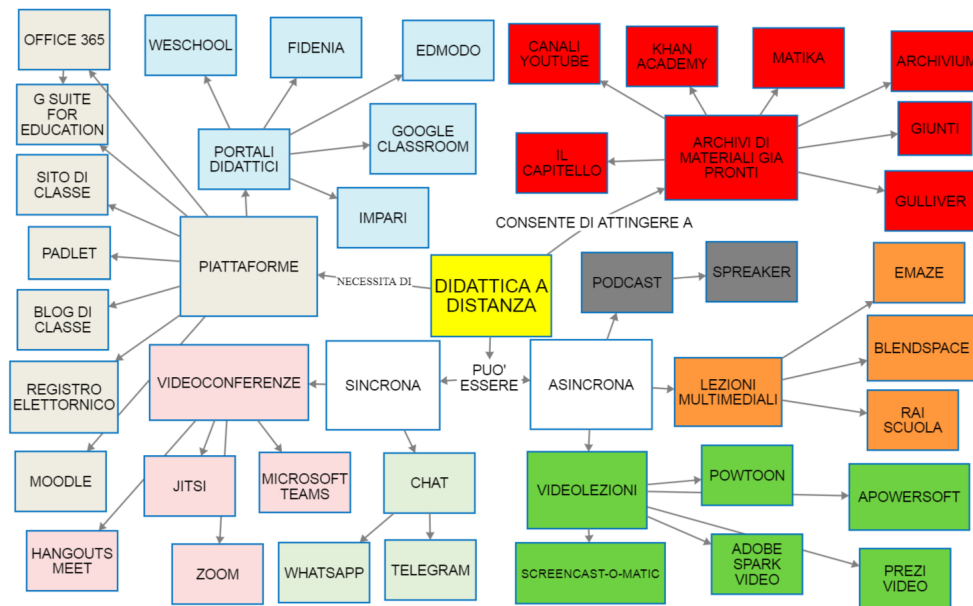 OFFICE 365
WESCHOOL
FIDENIA
EDMODO
CANALI
YOUTUBE
KHAN
ACADEMY
MATIKA
ARCHIVIUM
G SUITE
FOR
EDUCATION
PORTALI
DIDATTICI
GOOGLE
CLASSROOM
ARCHIVI DI
MATERIALI GIA
PRONTI
GIUNTI
IL
CAPITELLO
SITO DI
CLASSE
IMPARI
GULLIVER
CONSENTE DI ATTINGERE A
PADLET
PIATTAFORME
NECESSITA DI
DIDATTICA A
DISTANZA
PODCAST
SPREAKER
EMAZE
BLOG DI
CLASSE
BLENDSPACE
VIDEOCONFERENZE
SINCRONA
PUO'
ESSERE
ASINCRONA
LEZIONI
MULTIMEDIALI
REGISTRO
ELETTORNICO
RAI
SCUOLA
MOODLE
JITSI
MICROSOFT
TEAMS
CHAT
VIDEOLEZIONI
POWTOON
APOWERSOFT
HANGOUTS
MEET
ZOOM
WHATSAPP
TELEGRAM
SCREENCAST-O-MATIC
ADOBE
SPARK
VIDEO
PREZI
VIDEO